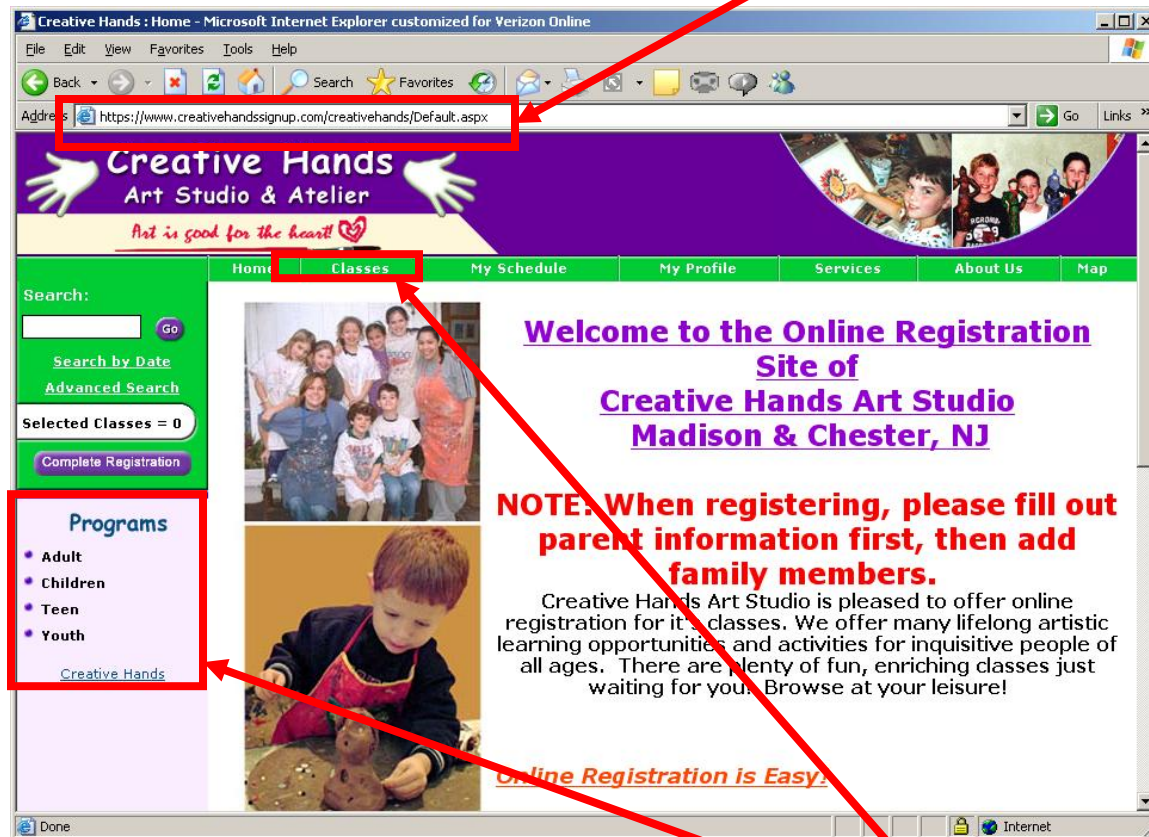 Creative Hands : Home - Microsoft Internet Explorer customized for Verizon Online
File Edit View Favorites Tools Help
Back Search Favorites
Address https://www.creativehandssignup.com/creativehands/Default.aspx Go Links »
Creative Hands
Art Studio & Atelier
Art is good for the heart!
Home Classes My Schedule My Profile Services About Us Map
Search:
Go
Search by Date
Advanced Search
Selected Classes = 0
Complete Registration
Programs
Adult
Children
Teen
Youth
Creative Hands
Welcome to the Online Registration
Site of
Creative Hands Art Studio
Madison & Chester, NJ
NOTE: When registering, please fill out
parent information first, then add
family members.
Creative Hands Art Studio is pleased to offer online
registration for it's classes. We offer many lifelong artistic
learning opportunities and activities for inquisitive people of
all ages. There are plenty of fun, enriching classes just
waiting for you. Browse at your leisure!
Online Registration is Easy!
Done Internet